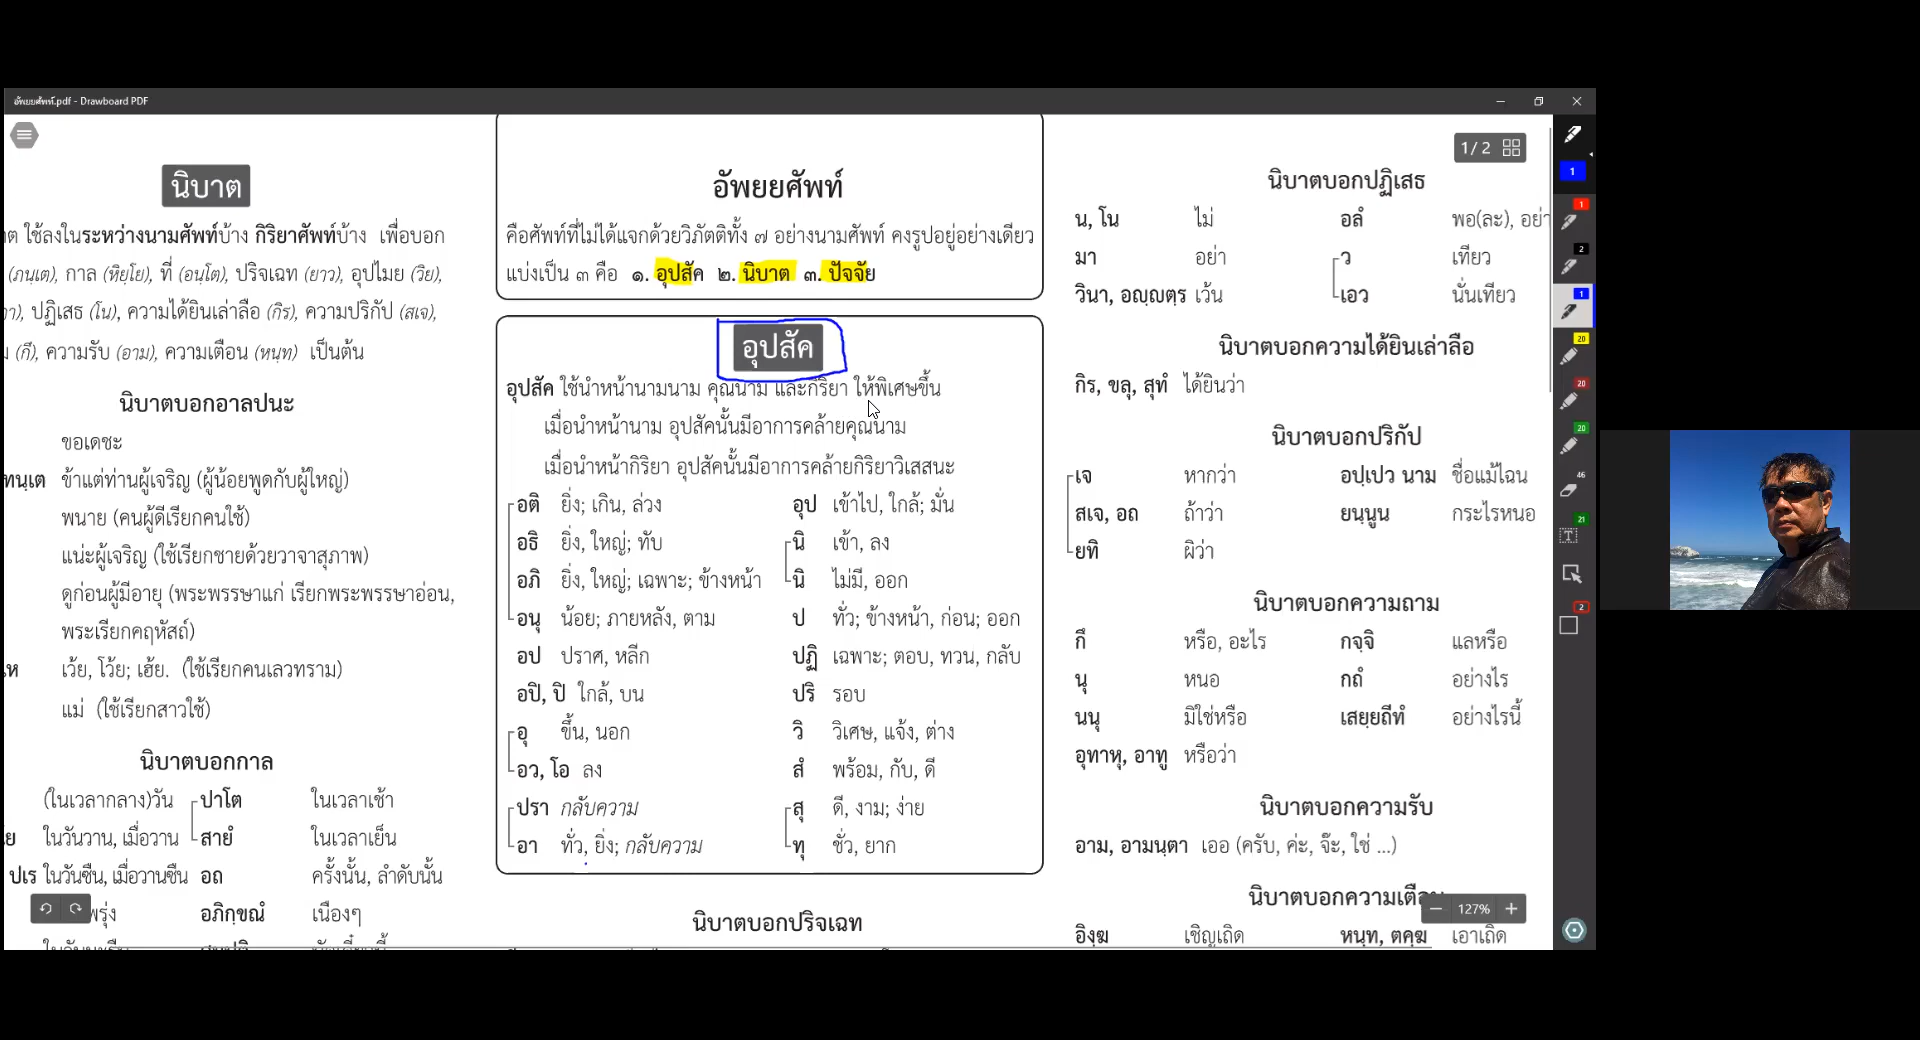 อัพยยศัพท์.pdf - Drawboard PDF
1 / 2
นิบาต
ต ใช้ลงในระหว่างนามศัพท์บ้าง กิริยาศัพท์บ้าง เพื่อบอก
(ภนฺเต), กาล (หิยฺโย), ที่ (อนฺโต), ปริจเฉท (ยาว), อุปไมย (วิย),
ปฏิเสธ (โน), ความได้ยินเล่าลือ (กิร), ความปริกัป (สเจ),
(กึ), ความรับ (อาม), ความเตือน (หนฺท) เป็นต้น
นิบาตบอกอาลปนะ
ขอเดชะ
ทนฺเต ข้าแต่ท่านผู้เจริญ (ผู้น้อยพูดกับผู้ใหญ่)
พนาย (คนผู้ดีเรียกคนใช้)
แน่ะผู้เจริญ (ใช้เรียกชายด้วยวาจาสุภาพ)
ดูก่อนผู้มีอายุ (พระพรรษาแก่ เรียกพระพรรษาอ่อน,
พระเรียกคฤหัสถ์)
ห เว้ย, โว้ย; เฮ้ย. (ใช้เรียกคนเลวทราม)
แม่ (ใช้เรียกสาวใช้)
นิบาตบอกกาล
(ในเวลากลาง)วัน ปาโต ในเวลาเช้า
ย ในวันวาน, เมื่อวาน สายํ ในเวลาเย็น
ปเร ในวันซืน, เมื่อวานซืน อถ ครั้งนั้น, ลำดับนั้น
พรุ่ง อภิกฺขณํ เนืองๆ
อัพยยศัพท์
คือศัพท์ที่ไม่ได้แจกด้วยวิภัตติทั้ง ๗ อย่างนามศัพท์ คงรูปอยู่อย่างเดียว
แบ่งเป็น ๓ คือ ๑. อุปสัค ๒. นิบาต ๓. ปัจจัย
อุปสัค
อุปสัค ใช้นำหน้านามนาม คุณนาม และกิริยา ให้พิเศษขึ้น
เมื่อนำหน้านาม อุปสัคนั้นมีอาการคล้ายคุณนาม
เมื่อนำหน้ากิริยา อุปสัคนั้นมีอาการคล้ายกิริยาวิเสสนะ
อติ ยิ่ง; เกิน, ล่วง อุป เข้าไป, ใกล้; มั่น
อธิ ยิ่ง, ใหญ่; ทับ นิ เข้า, ลง
อภิ ยิ่ง, ใหญ่; เฉพาะ; ข้างหน้า นิ ไม่มี, ออก
อนุ น้อย; ภายหลัง, ตาม ป ทั่ว; ข้างหน้า, ก่อน; ออก
อป ปราศ, หลีก ปฏิ เฉพาะ; ตอบ, ทวน, กลับ
อปิ, ปิ ใกล้, บน ปริ รอบ
อุ ขึ้น, นอก วิ วิเศษ, แจ้ง, ต่าง
อว, โอ ลง สํ พร้อม, กับ, ดี
ปรา กลับความ สุ ดี, งาม; ง่าย
อา ทั่ว, ยิ่ง; กลับความ ทุ ชั่ว, ยาก
นิบาตบอกปริจเฉท
นิบาตบอกปฏิเสธ
น, โน ไม่ อลํ พอ(ละ), อย่า
มา อย่า ว เทียว
วินา, อญฺญตฺร เว้น เอว นั่นเทียว
นิบาตบอกความได้ยินเล่าลือ
กิร, ขลุ, สุทํ ได้ยินว่า
นิบาตบอกปริกัป
เจ หากว่า อปฺเปว นาม ชื่อแม้ไฉน
สเจ, อถ ถ้าว่า ยนฺนูน กระไรหนอ
ยทิ ผิว่า
นิบาตบอกความถาม
กึ หรือ, อะไร กจฺจิ แลหรือ
นุ หนอ กถํ อย่างไร
นนุ มิใช่หรือ เสยฺยถีทํ อย่างไรนี้
อุทาหุ, อาทู หรือว่า
นิบาตบอกความรับ
อาม, อามนฺตา เออ (ครับ, ค่ะ, จ๊ะ, ใช่ ...)
นิบาตบอกความเตือน
อิงฺฆ เชิญเถิด หนฺท, ตคฺฆ เอาเถิด
127%
1
1
2
1
20
20
20
46
21
2